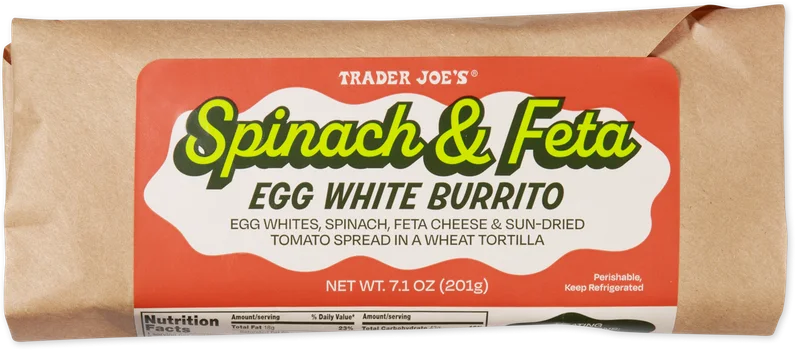 TRADER JOE'S®
Spinach & Feta
EGG WHITE BURRITO
EGG WHITES, SPINACH, FETA CHEESE & SUN-DRIED
TOMATO SPREAD IN A WHEAT TORTILLA
NET WT. 7.1 OZ (201g)
Perishable,
Keep Refrigerated
Nutrition
Facts
Amount/serving % Daily Value*
Total Fat 18g 23%
Amount/serving
Total Carbohydrate